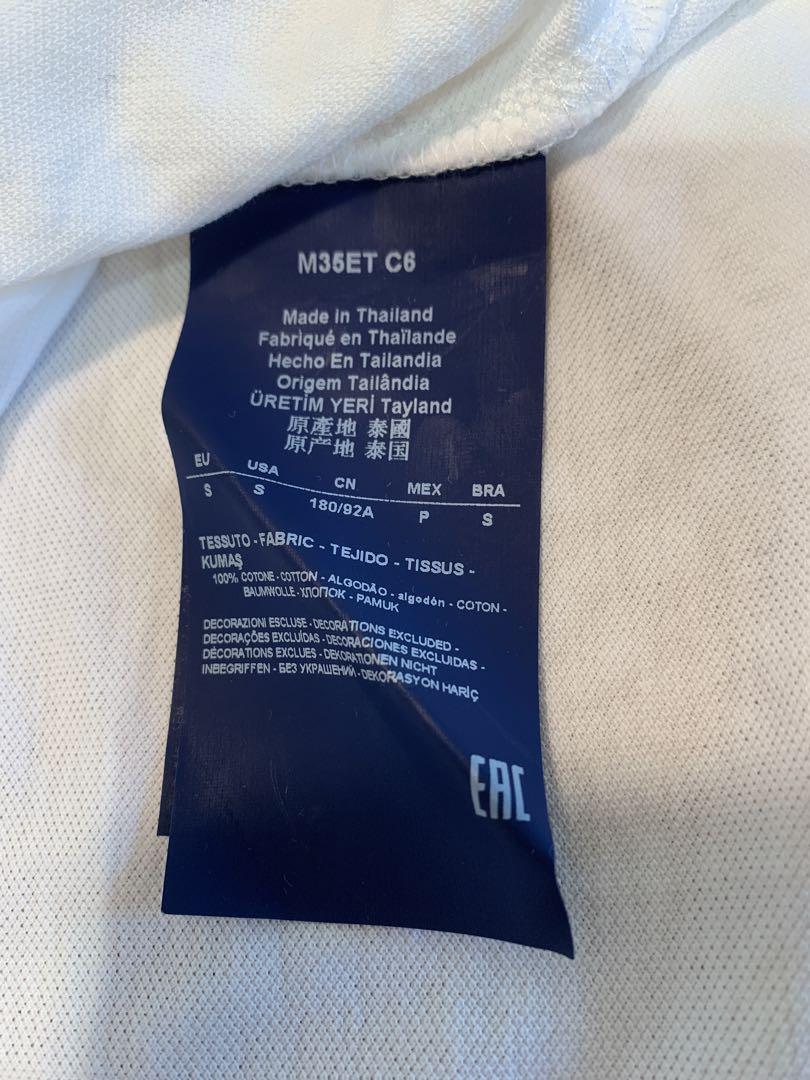 M35ET C6
Made in Thailand
Fabriqué en Thaïlande
Hecho En Tailandia
Origem Tailândia
ÜRETİM YERİ Tayland
原產地 泰國
原产地 泰国
EU USA CN MEX BRA
S S 180/92A P S
TESSUTO - FABRIC - TEJIDO - TISSUS -
KUMAŞ
100% COTONE - COTTON - ALGODÃO - algodón - COTON -
BAUMWOLLE - ХЛОПОК - PAMUK
DECORAZIONI ESCLUSE - DECORATIONS EXCLUDED -
DECORAÇÕES EXCLUÍDAS - DECORACIONES EXCLUIDAS -
DÉCORATIONS EXCLUES - DEKORATIONEN NICHT
INBEGRIFFEN - БЕЗ УКРАШЕНИЙ - DEKORASYON HARİÇ
EAC